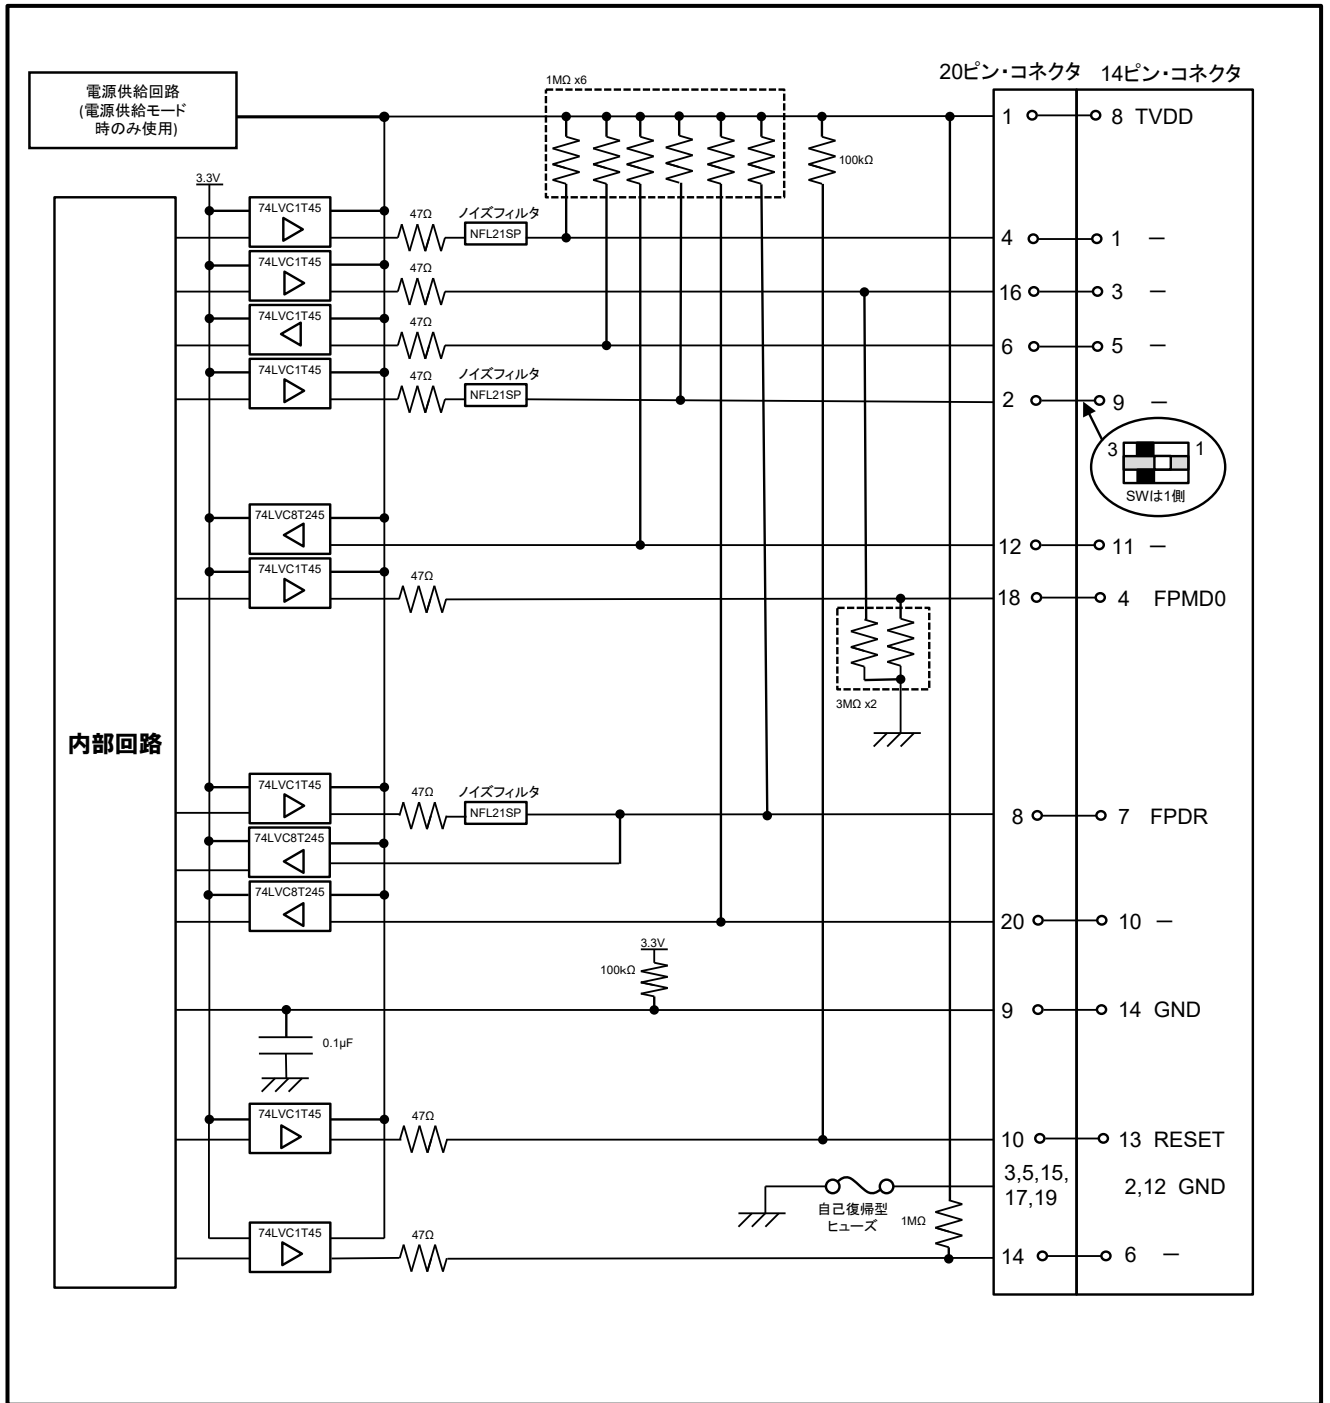 20ピン・コネクタ 14ピン・コネクタ
電源供給回路
(電源供給モード
時のみ使用)
1MΩ x6
1 8 TVDD
100kΩ
3.3V
74LVC1T45 47Ω ノイズフィルタ
NFL21SP
4 1 －
74LVC1T45 47Ω
16 3 －
74LVC1T45 47Ω
6 5 －
74LVC1T45 47Ω ノイズフィルタ
NFL21SP
2 9 －
3 1
SWは1側
74LVC8T245
12 11 －
74LVC1T45 47Ω
18 4 FPMD0
3MΩ x2
内部回路
74LVC1T45 47Ω ノイズフィルタ
NFL21SP
8 7 FPDR
74LVC8T245
74LVC8T245
20 10 －
3.3V
100kΩ
9 14 GND
0.1µF
74LVC1T45 47Ω
10 13 RESET
3,5,15,
17,19
2,12 GND
自己復帰型
ヒューズ
1MΩ
74LVC1T45 47Ω
14 6 －